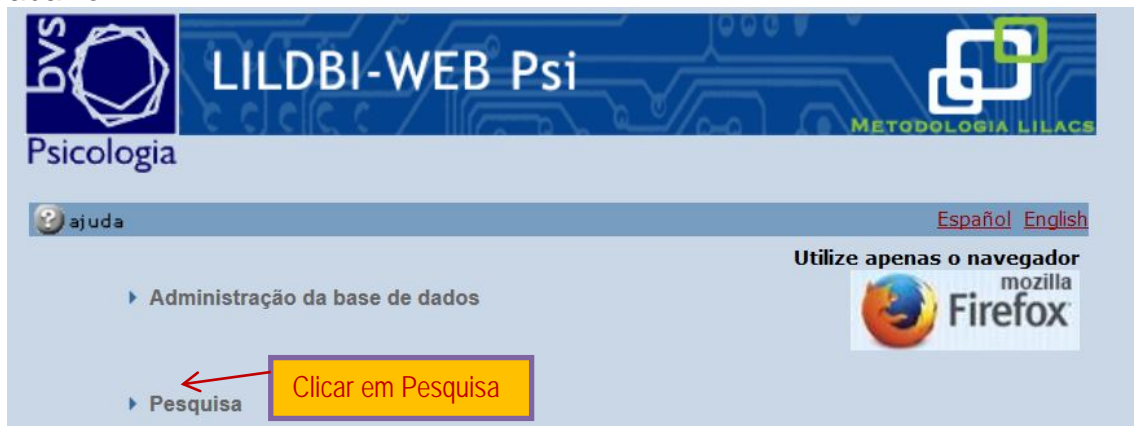 bvs
LILDBI-WEB Psi
METODOLOGIA LILACS
Psicologia
? ajuda
Español English
Utilize apenas o navegador
mozilla
Firefox
Administração da base de dados
Clicar em Pesquisa
Pesquisa